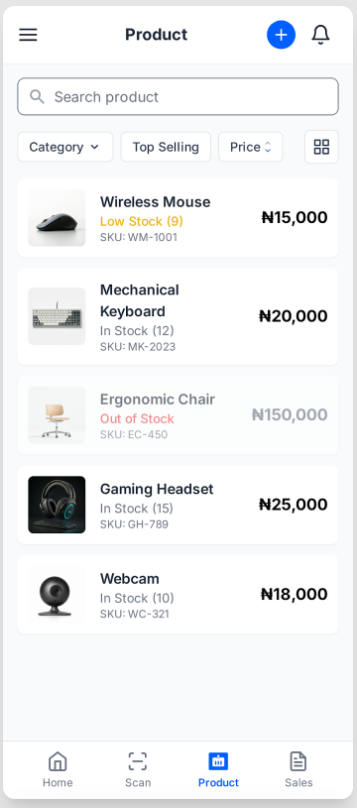 Product
Search product
Category
Top Selling
Price
Wireless Mouse
Low Stock (9)
SKU: WM-1001
₦15,000
Mechanical
Keyboard
In Stock (12)
SKU: MK-2023
₦20,000
Ergonomic Chair
Out of Stock
SKU: EC-450
₦150,000
Gaming Headset
In Stock (15)
SKU: GH-789
₦25,000
Webcam
In Stock (10)
SKU: WC-321
₦18,000
Home
Scan
Product
Sales